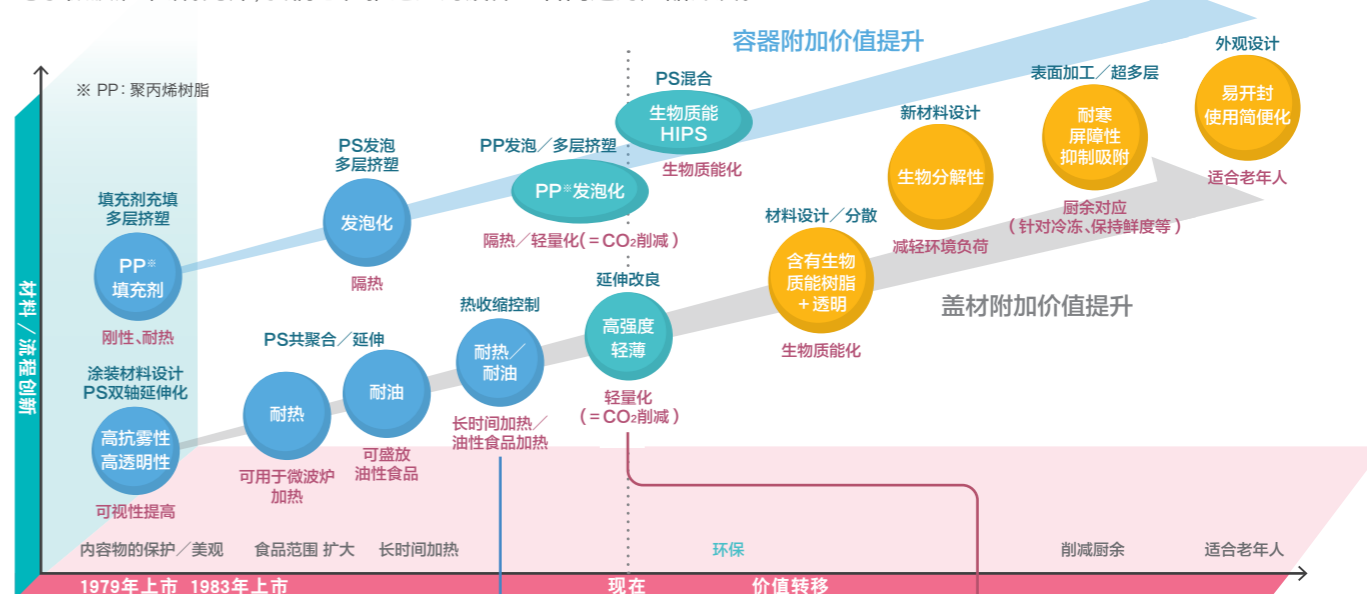 容器附加价值提升
外观设计
易开封
使用简便化
适合老年人
表面加工／超多层
耐寒
屏障性
抑制吸附
厨余对应
（针对冷冻、保持鲜度等）
PS混合
生物质能
HIPS
生物质能化
新材料设计
生物分解性
减轻环境负荷
※ PP：聚丙烯树脂
PS发泡
多层挤塑
发泡化
隔热
PP发泡／多层挤塑
PP※发泡化
隔热／轻量化(＝CO2削减)
填充剂充填
多层挤塑
PP※
填充剂
刚性、耐热
材料设计／分散
含有生物
质能树脂
＋透明
生物质能化
盖材附加价值提升
延伸改良
高强度
轻薄
轻量化
(＝CO2削减)
热收缩控制
耐热／
耐油
长时间加热／
油性食品加热
PS共聚合／延伸
耐热
可用于微波炉
加热
耐油
可盛放
油性食品
涂装材料设计
PS双轴延伸化
高抗雾性
高透明性
可视性提高
材料／流程创新
内容物的保护／美观
食品范围 扩大
长时间加热
环保
削减厨余
适合老年人
1979年上市 1983年上市
现在
价值转移